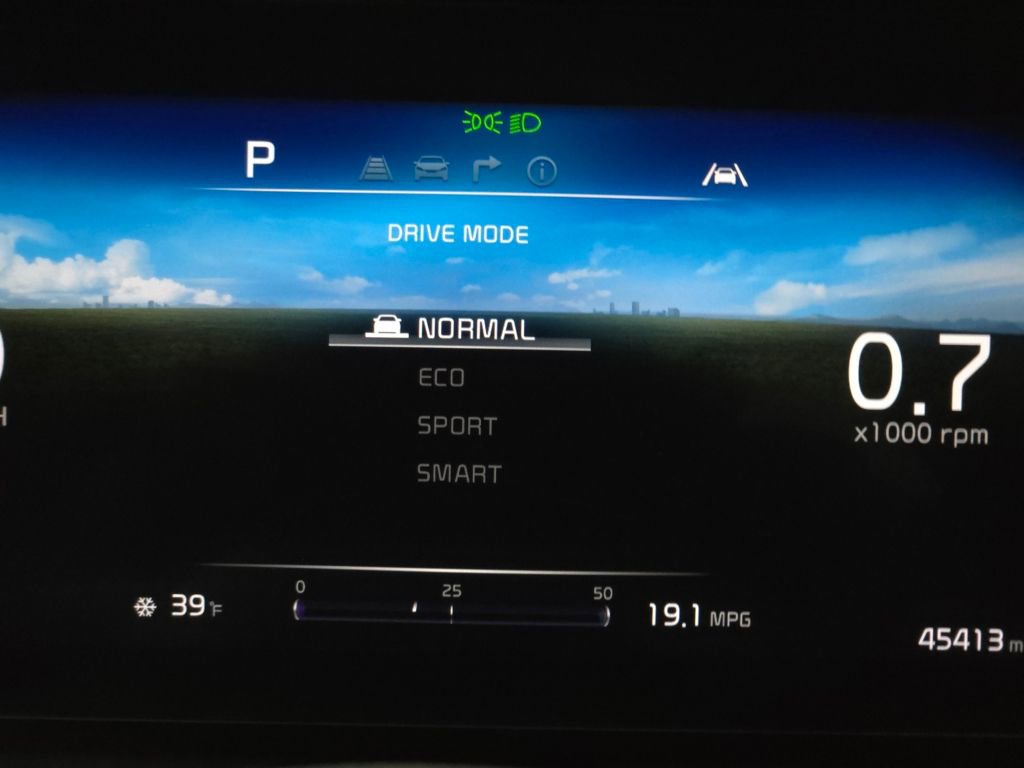 P
DRIVE MODE
NORMAL
ECO
SPORT
SMART
0.7
x1000 rpm
0 25 50
39°F
19.1 MPG
45413 m
H